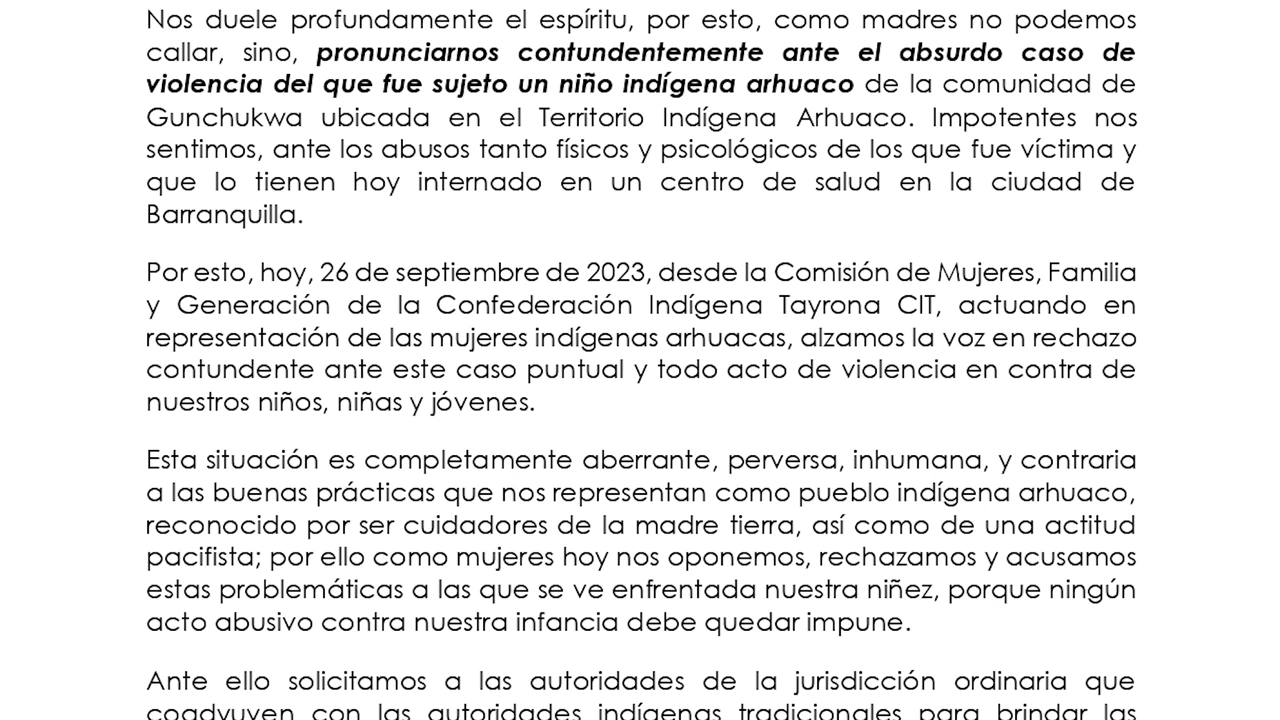 Nos duele profundamente el espíritu, por esto, como madres no podemos
callar, sino, pronunciarnos contundentemente ante el absurdo caso de
violencia del que fue sujeto un niño indígena arhuaco de la comunidad de
Gunchukwa ubicada en el Territorio Indígena Arhuaco. Impotentes nos
sentimos, ante los abusos tanto físicos y psicológicos de los que fue víctima y
que lo tienen hoy internado en un centro de salud en la ciudad de
Barranquilla.
Por esto, hoy, 26 de septiembre de 2023, desde la Comisión de Mujeres, Familia
y Generación de la Confederación Indígena Tayrona CIT, actuando en
representación de las mujeres indígenas arhuacas, alzamos la voz en rechazo
contundente ante este caso puntual y todo acto de violencia en contra de
nuestros niños, niñas y jóvenes.
Esta situación es completamente aberrante, perversa, inhumana, y contraria
a las buenas prácticas que nos representan como pueblo indígena arhuaco,
reconocido por ser cuidadores de la madre tierra, así como de una actitud
pacifista; por ello como mujeres hoy nos oponemos, rechazamos y acusamos
estas problemáticas a las que se ve enfrentada nuestra niñez, porque ningún
acto abusivo contra nuestra infancia debe quedar impune.
Ante ello solicitamos a las autoridades de la jurisdicción ordinaria que
coadyuven con las autoridades indígenas tradicionales para brindar las